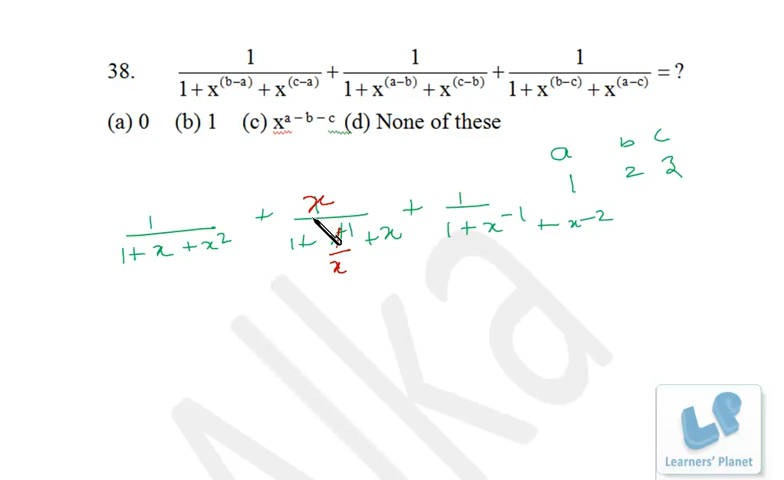 38. 1/(1 + x^(b−a) + x^(c−a)) + 1/(1 + x^(a−b) + x^(c−b)) + 1/(1 + x^(b−c) + x^(a−c)) = ?
(a) 0 (b) 1 (c) x^(a−b−c) (d) None of these
a b c
1 2 3
1/(1 + x + x^2) + x/(1 + 1/x + x) + 1/(1 + x^-1 + x^-2)
Alka
LP
Learners' Planet